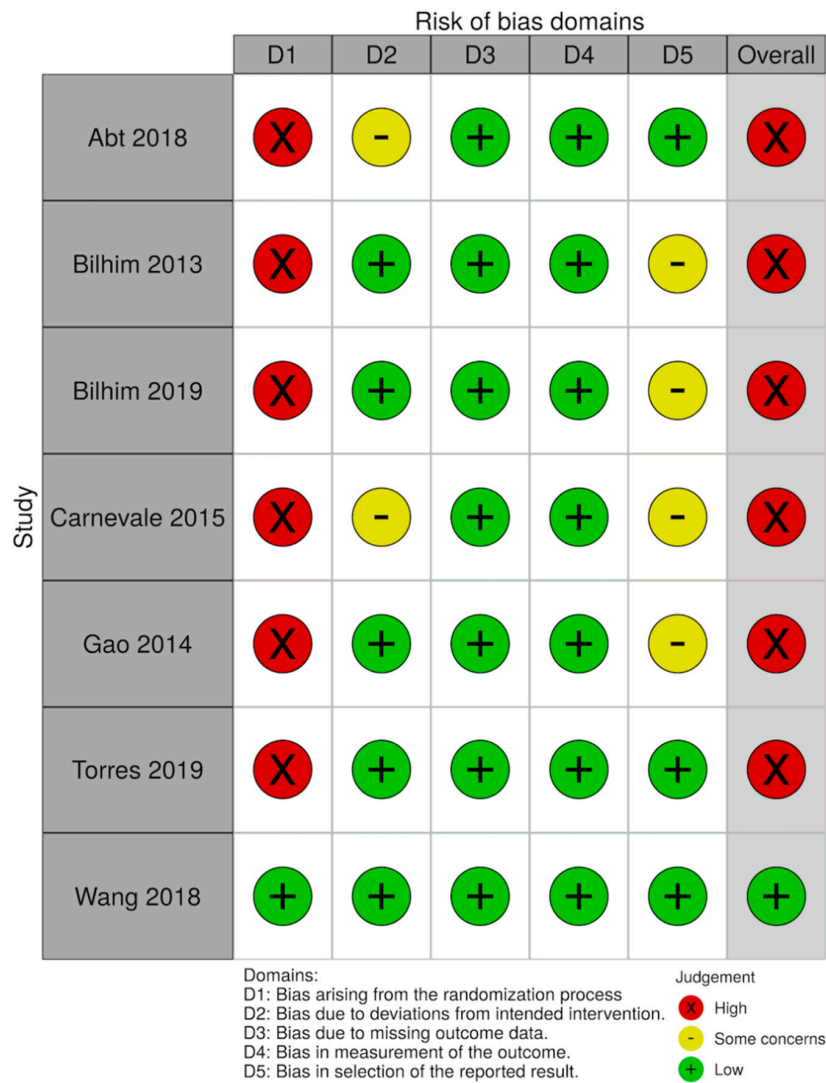 Risk of bias domains
D1 D2 D3 D4 D5 Overall
Study
Abt 2018 X - + + + X
Bilhim 2013 X + + + - X
Bilhim 2019 X + + + - X
Carnevale 2015 X - + + - X
Gao 2014 X + + + - X
Torres 2019 X + + + + X
Wang 2018 + + + + + +
Domains:
D1: Bias arising from the randomization process
D2: Bias due to deviations from intended intervention.
D3: Bias due to missing outcome data.
D4: Bias in measurement of the outcome.
D5: Bias in selection of the reported result.
Judgement
X High
- Some concerns
+ Low